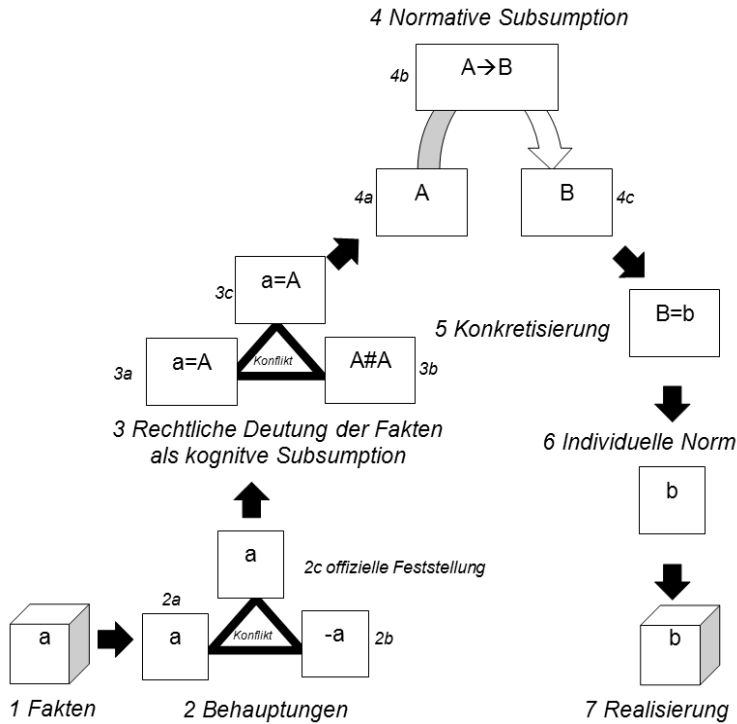 4 Normative Subsumption
4b
A→B
4a
A
B
4c
3c
a=A
3a
a=A
Konflikt
A#A
3b
5 Konkretisierung
B=b
3 Rechtliche Deutung der Fakten
als kognitve Subsumption
6 Individuelle Norm
b
a
2c offizielle Feststellung
2a
a
Konflikt
-a
2b
a
b
1 Fakten
2 Behauptungen
7 Realisierung